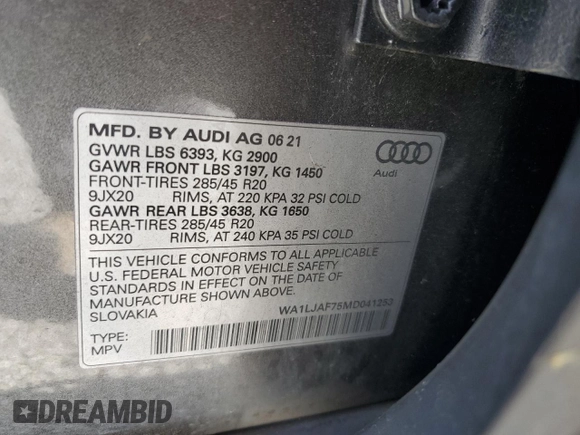 MFD. BY AUDI AG 06 21
GVWR LBS 6393, KG 2900
GAWR FRONT LBS 3197, KG 1450
FRONT-TIRES 285/45 R20
9JX20 RIMS, AT 220 KPA 32 PSI COLD
GAWR REAR LBS 3638, KG 1650
REAR-TIRES 285/45 R20
9JX20 RIMS, AT 240 KPA 35 PSI COLD
THIS VEHICLE CONFORMS TO ALL APPLICABLE
U.S. FEDERAL MOTOR VEHICLE SAFETY
STANDARDS IN EFFECT ON THE DATE OF
MANUFACTURE SHOWN ABOVE.
SLOVAKIA
WA1LJAF75MD041253
TYPE:
MPV
Audi
DREAMBID